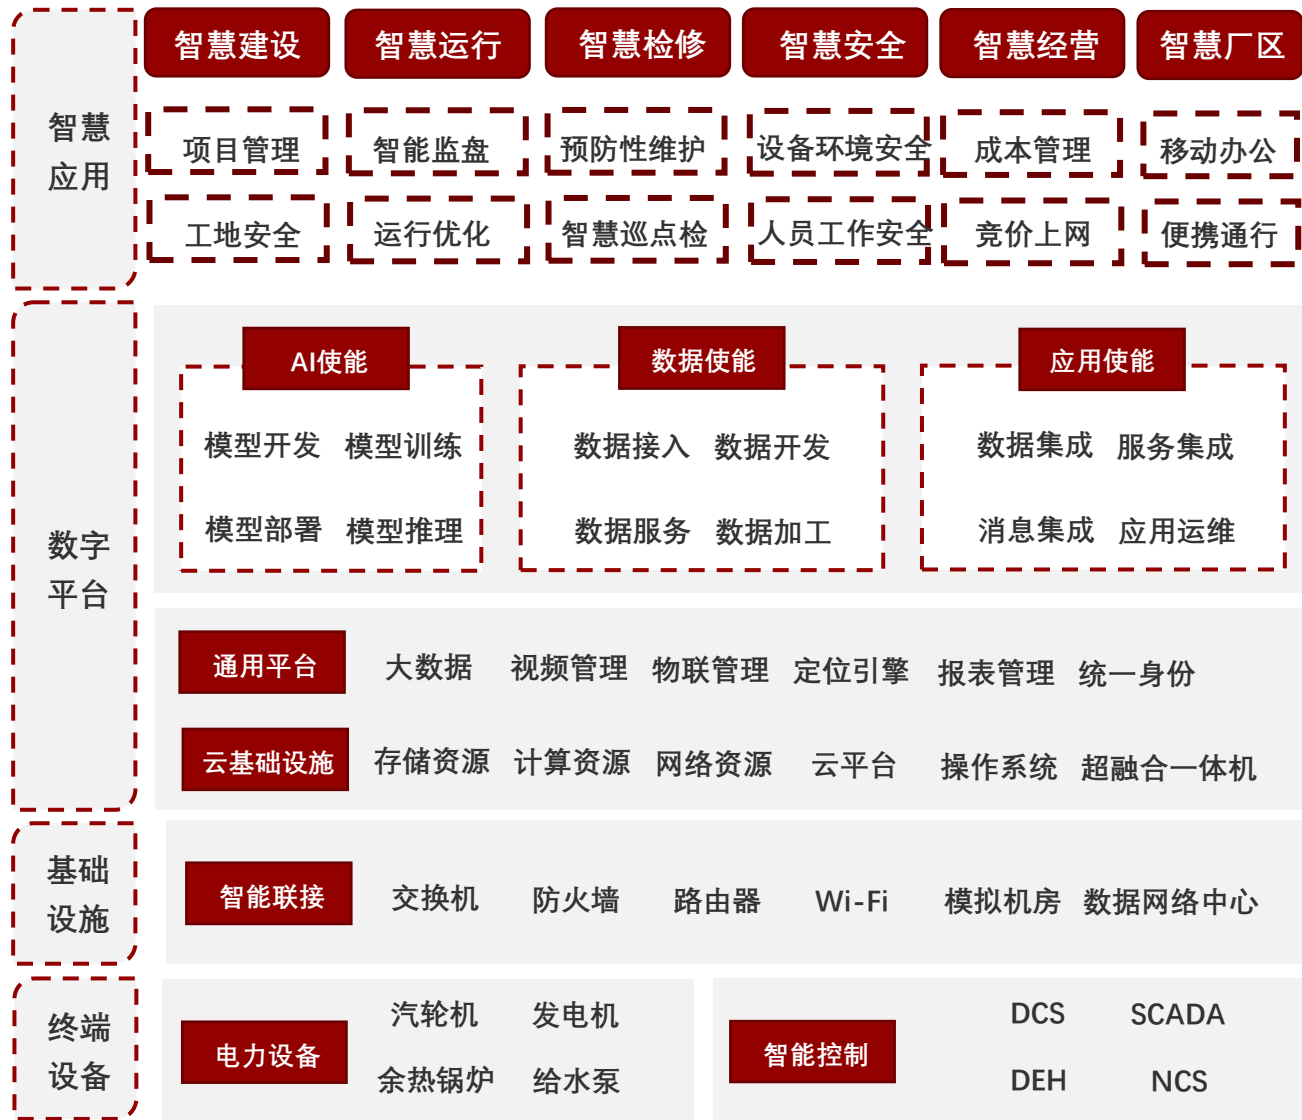 智慧应用
智慧建设 智慧运行 智慧检修 智慧安全 智慧经营 智慧厂区
项目管理 智能监盘 预防性维护 设备环境安全 成本管理 移动办公
工地安全 运行优化 智慧巡点检 人员工作安全 竞价上网 便携通行
数字平台
AI使能 数据使能 应用使能
模型开发 模型训练 数据接入 数据开发 数据集成 服务集成
模型部署 模型推理 数据服务 数据加工 消息集成 应用运维
通用平台 大数据 视频管理 物联管理 定位引擎 报表管理 统一身份
云基础设施 存储资源 计算资源 网络资源 云平台 操作系统 超融合一体机
基础设施
智能联接 交换机 防火墙 路由器 Wi-Fi 模拟机房 数据网络中心
终端设备
电力设备
汽轮机 发电机
余热锅炉 给水泵
智能控制
DCS SCADA
DEH NCS